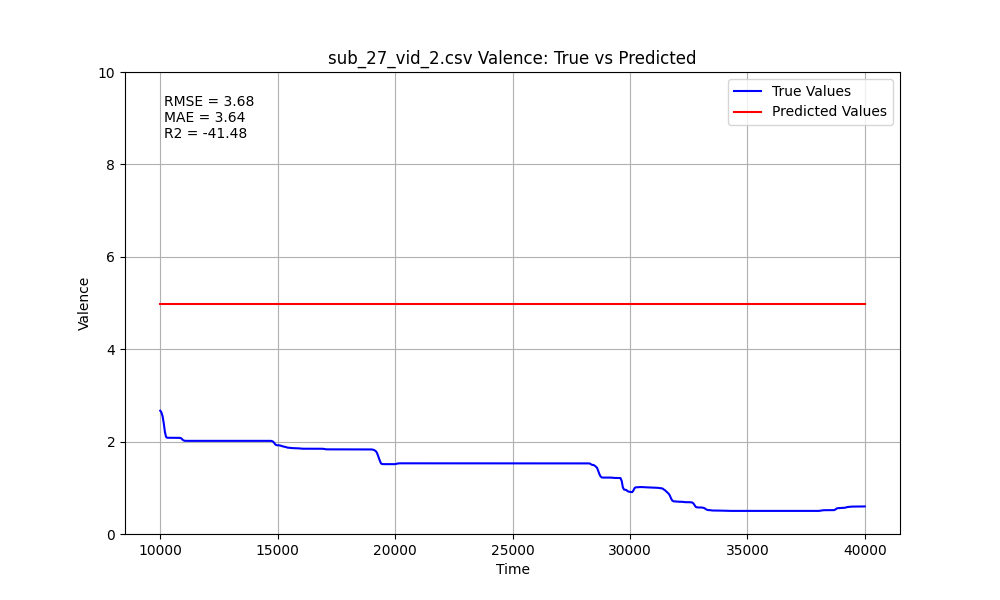 sub_27_vid_2.csv Valence: True vs Predicted
RMSE = 3.68
MAE = 3.64
R2 = -41.48
True Values
Predicted Values
Valence
10
8
6
4
2
0
10000 15000 20000 25000 30000 35000 40000
Time